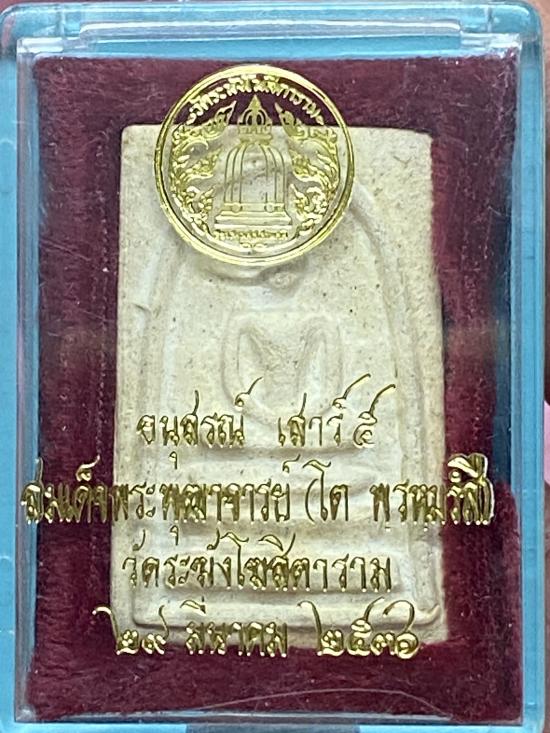 วัดระฆังโฆสิตาราม
อนุสรณ์ เสาร์ ๕
สมเด็จพระพุฒาจารย์ (โต พรหมรังสี)
วัดระฆังโฆสิตาราม
๒๙ มีนาคม ๒๕๓๖